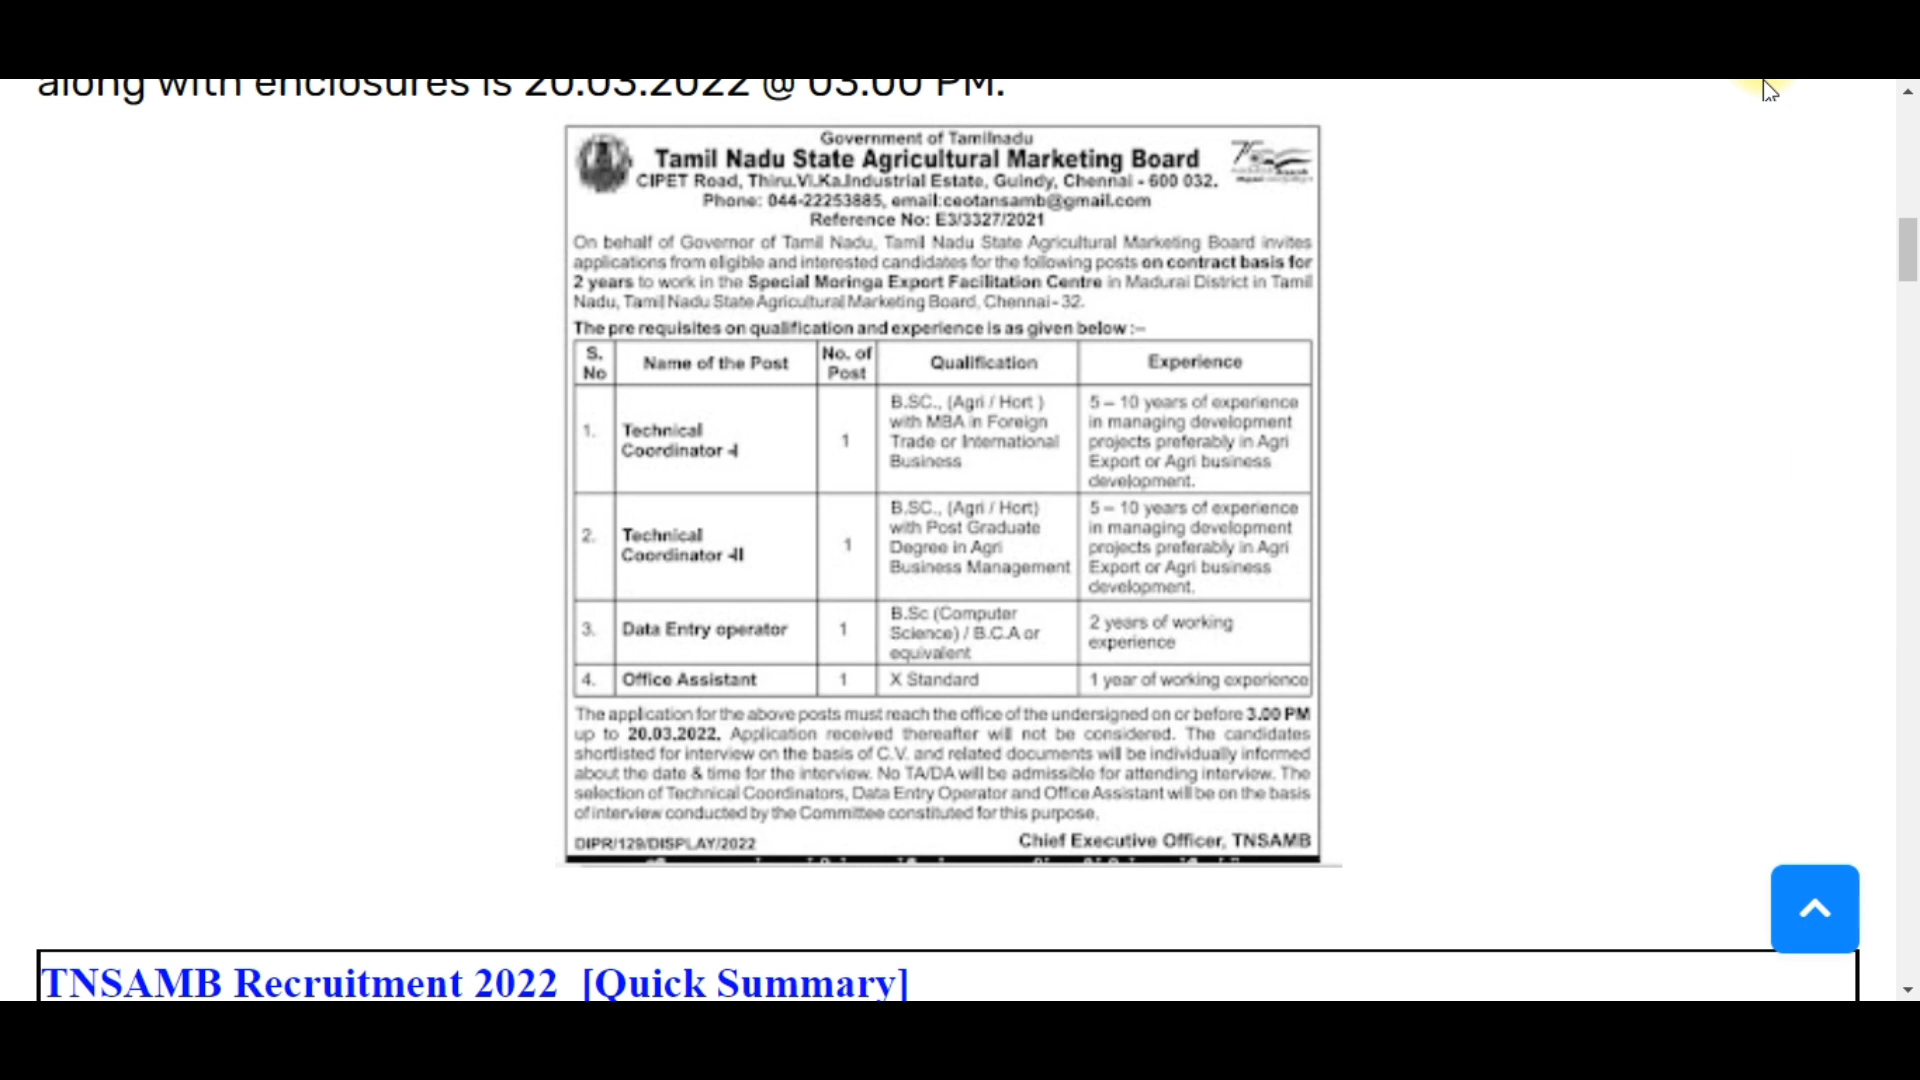 along with enclosures is 20.03.2022 @ 03.00 PM.
Government of Tamilnadu
Tamil Nadu State Agricultural Marketing Board
CIPET Road, Thiru.Vi.Ka.Industrial Estate, Guindy, Chennai - 600 032.
Phone: 044-22253885, email:ceotansamb@gmail.com
Reference No: E3/3327/2021
On behalf of Governor of Tamil Nadu, Tamil Nadu State Agricultural Marketing Board invites
applications from eligible and interested candidates for the following posts on contract basis for
2 years to work in the Special Moringa Export Facilitation Centre in Madurai District in Tamil
Nadu, Tamil Nadu State Agricultural Marketing Board, Chennai- 32.
The pre requisites on qualification and experience is as given below :–
S. No Name of the Post No. of Post Qualification Experience
1. Technical Coordinator -I 1
B.SC., (Agri / Hort )
with MBA in Foreign
Trade or International
Business
5 – 10 years of experience
in managing development
projects preferably in Agri
Export or Agri business
development.
2. Technical Coordinator -II 1
B.SC., (Agri / Hort)
with Post Graduate
Degree in Agri
Business Management
5 – 10 years of experience
in managing development
projects preferably in Agri
Export or Agri business
development.
3. Data Entry operator 1
B.Sc (Computer
Science) / B.C.A or
equivalent
2 years of working
experience
4. Office Assistant 1 X Standard 1 year of working experience
The application for the above posts must reach the office of the undersigned on or before 3.00 PM
up to 20.03.2022. Application received thereafter will not be considered. The candidates
shortlisted for interview on the basis of C.V. and related documents will be individually informed
about the date & time for the interview. No TA/DA will be admissible for attending interview. The
selection of Technical Coordinators, Data Entry Operator and Office Assistant will be on the basis
of interview conducted by the Committee constituted for this purpose.
DIPR/129/DISPLAY/2022 Chief Executive Officer, TNSAMB
TNSAMB Recruitment 2022 [Quick Summary]